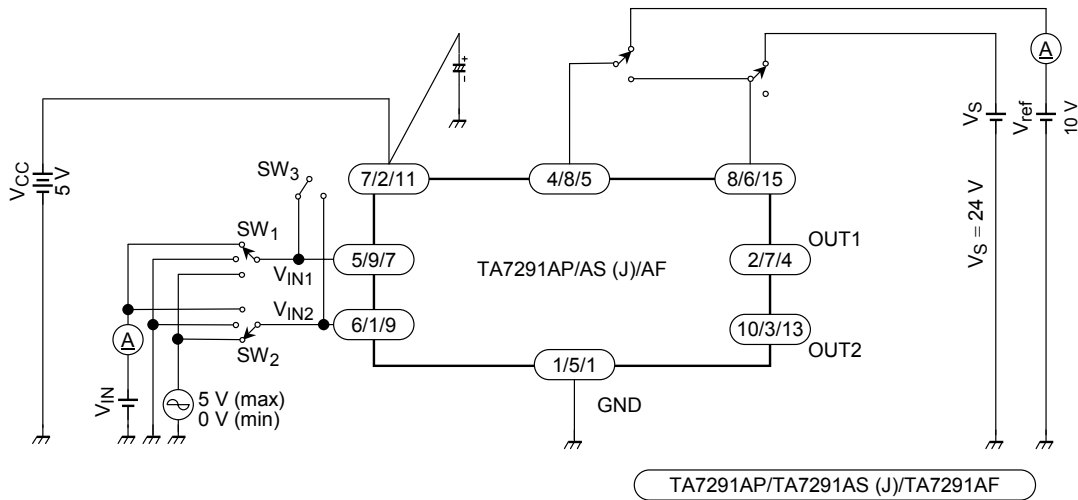 A
VS
Vref
10 V
VCC
5 V
+
-
SW3
7/2/11
4/8/5
8/6/15
VS = 24 V
SW1
5/9/7
VIN1
TA7291AP/AS (J)/AF
OUT1
2/7/4
VIN2
6/1/9
10/3/13
OUT2
A
SW2
1/5/1
GND
VIN
5 V (max)
0 V (min)
TA7291AP/TA7291AS (J)/TA7291AF